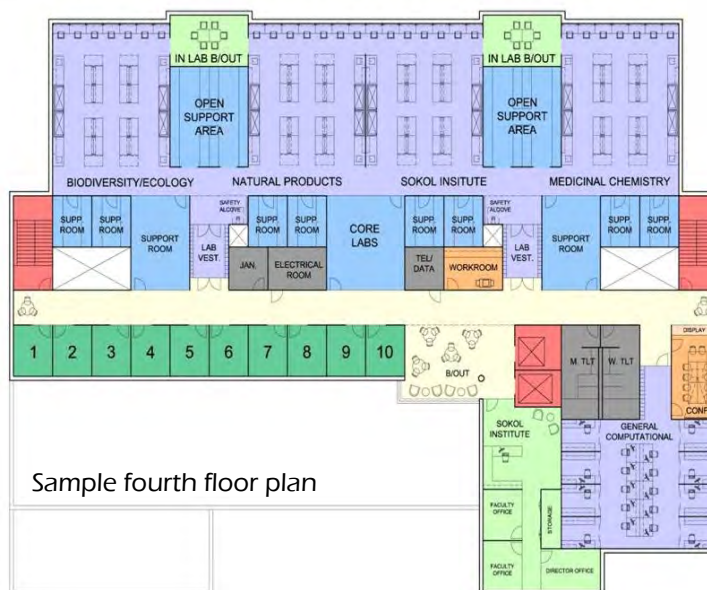 IN LAB B/OUT
IN LAB B/OUT
OPEN
SUPPORT
AREA
OPEN
SUPPORT
AREA
BIODIVERSITY/ECOLOGY
NATURAL PRODUCTS
SOKOL INSITUTE
MEDICINAL CHEMISTRY
SUPP.
ROOM
SUPP.
ROOM
SUPPORT
ROOM
SAFETY
ALCOVE
LAB
VEST.
SUPP.
ROOM
SUPP.
ROOM
CORE
LABS
SUPP.
ROOM
SUPP.
ROOM
SAFETY
ALCOVE
LAB
VEST.
SUPPORT
ROOM
SUPP.
ROOM
SUPP.
ROOM
JAN.
ELECTRICAL
ROOM
TEL/
DATA
WORKROOM
1
2
3
4
5
6
7
8
9
10
B/OUT
M. TLT
W. TLT
DISPLAY
CONF
SOKOL
INSTITUTE
GENERAL
COMPUTATIONAL
Sample fourth floor plan
FACULTY
OFFICE
STORAGE
FACULTY
OFFICE
DIRECTOR OFFICE